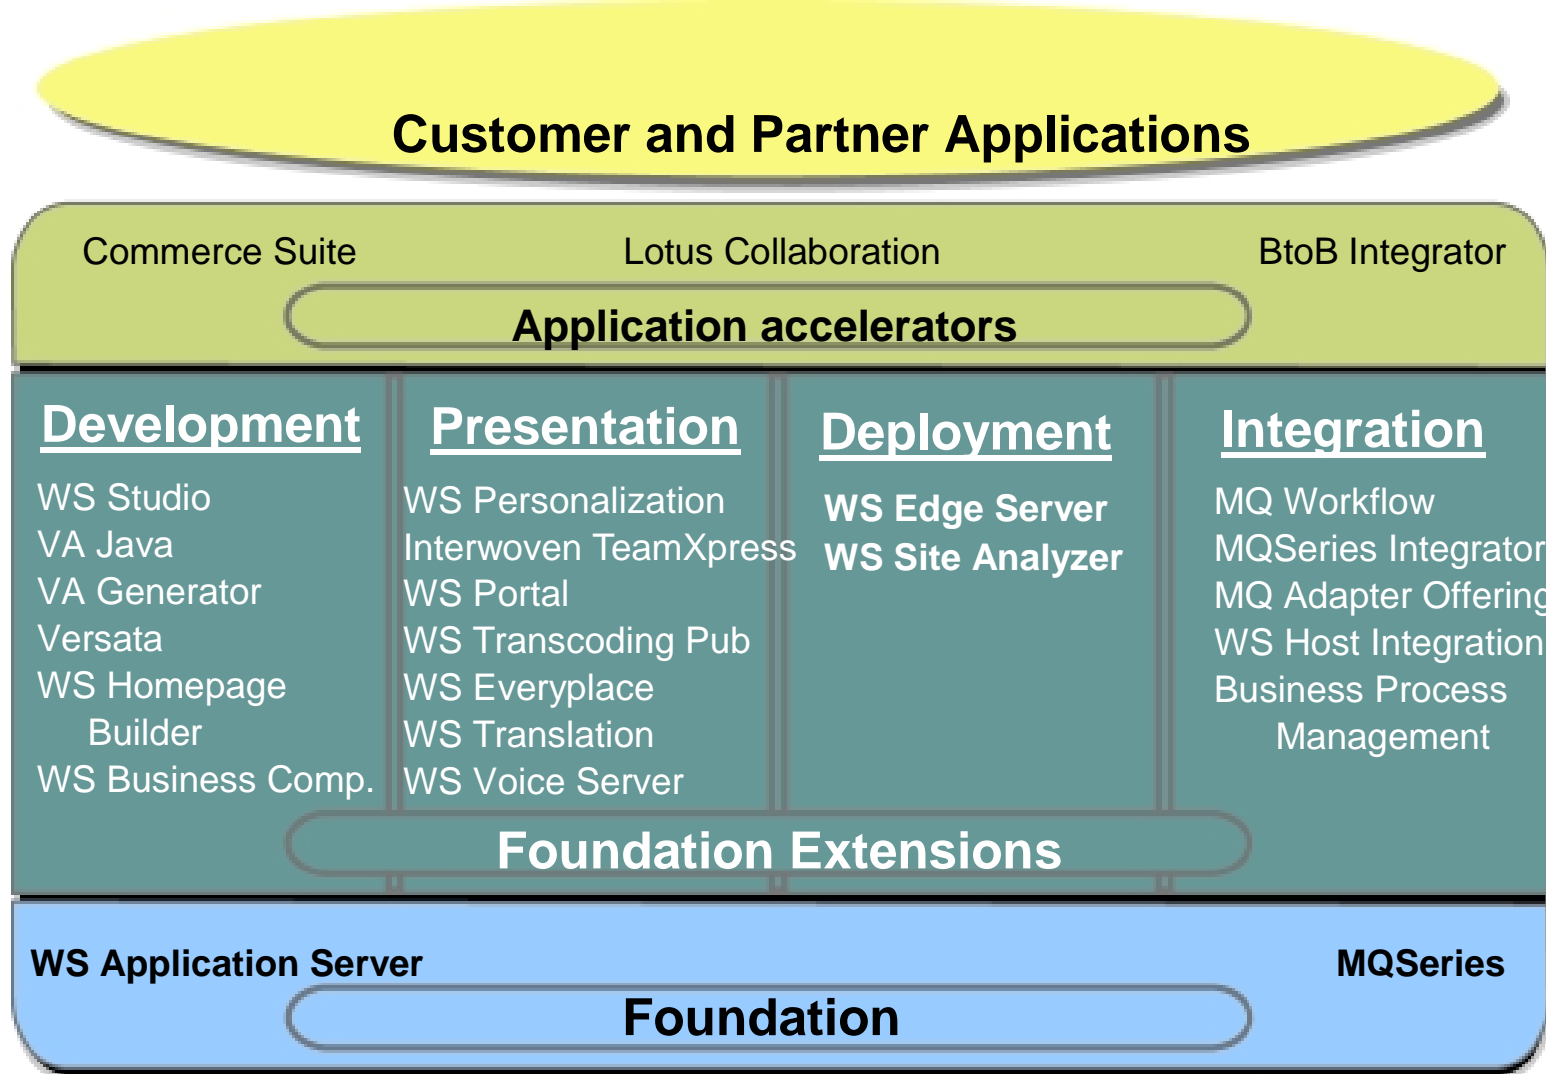 Customer and Partner Applications
Commerce Suite
Lotus Collaboration
BtoB Integrator
Application accelerators
Development
WS Studio
VA Java
VA Generator
Versata
WS Homepage
Builder
WS Business Comp.
Presentation
WS Personalization
Interwoven TeamXpress
WS Portal
WS Transcoding Pub
WS Everyplace
WS Translation
WS Voice Server
Deployment
WS Edge Server
WS Site Analyzer
Integration
MQ Workflow
MQSeries Integrator
MQ Adapter Offering
WS Host Integration
Business Process
Management
Foundation Extensions
WS Application Server
MQSeries
Foundation